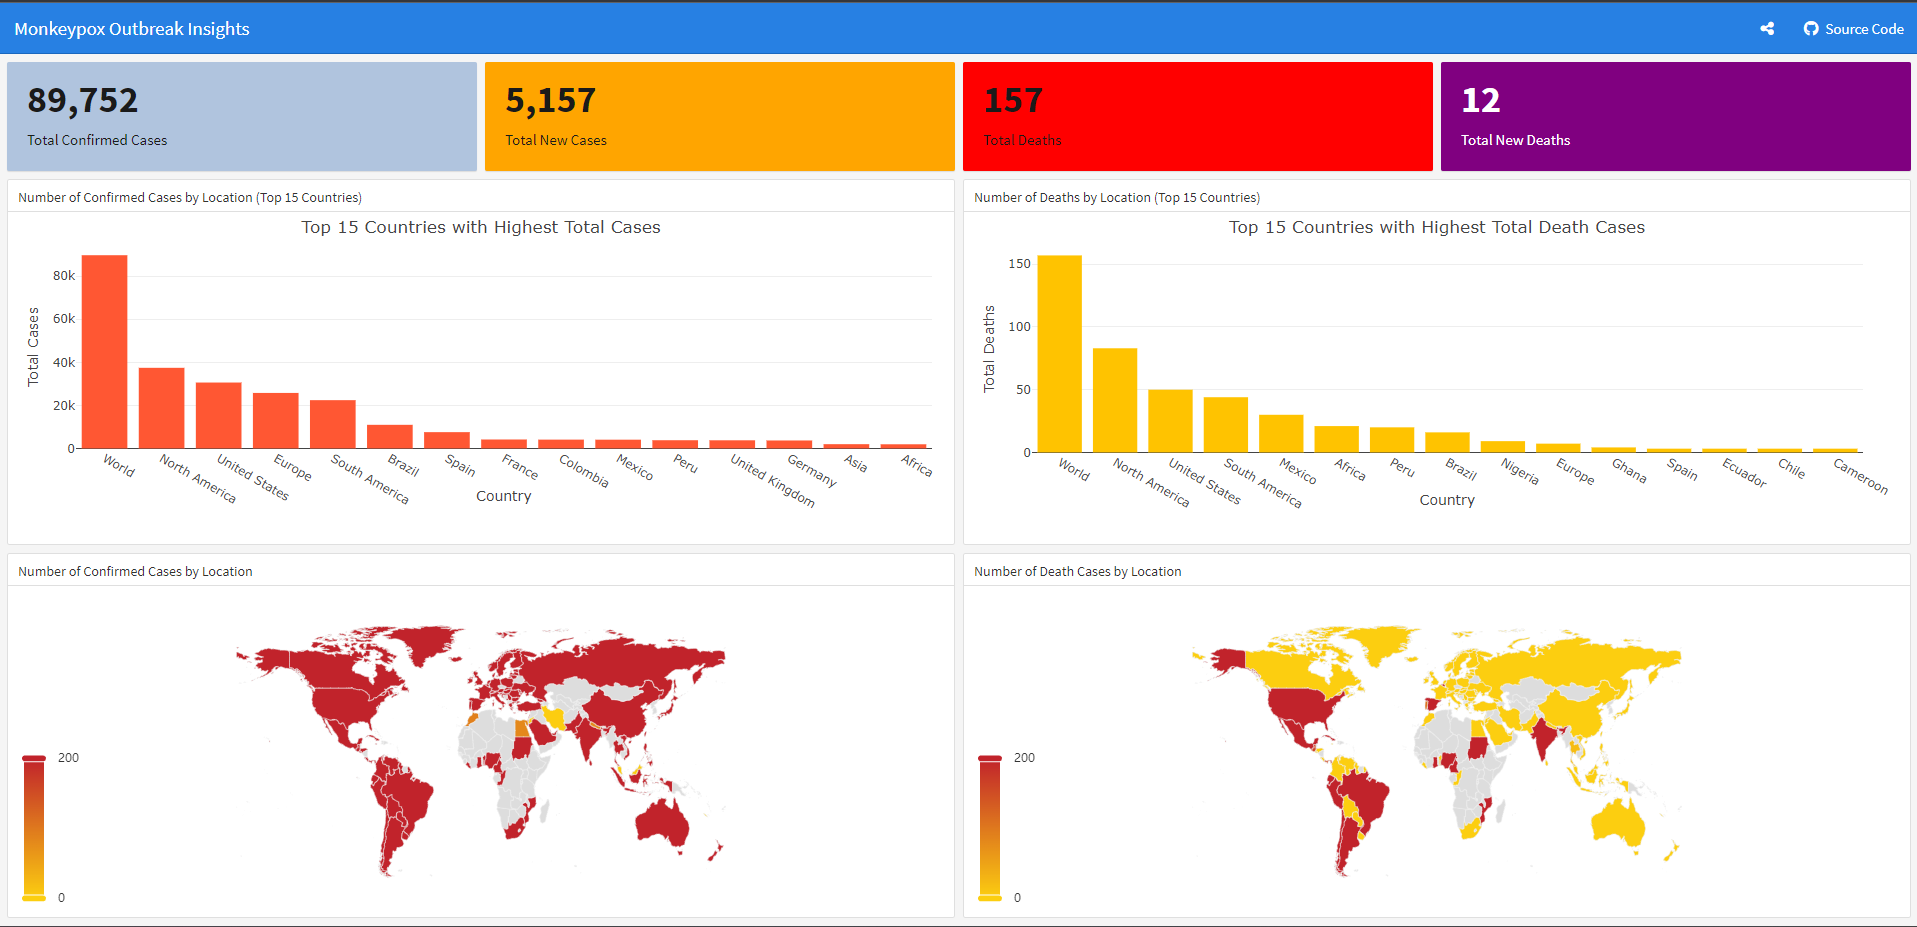 Monkeypox Outbreak Insights
Source Code
89,752
Total Confirmed Cases
5,157
Total New Cases
157
Total Deaths
12
Total New Deaths
Number of Confirmed Cases by Location (Top 15 Countries)
Top 15 Countries with Highest Total Cases
Total Cases
80k
60k
40k
20k
0
World
North America
United States
Europe
South America
Brazil
Spain
France
Colombia
Mexico
Peru
United Kingdom
Germany
Asia
Africa
Country
Number of Deaths by Location (Top 15 Countries)
Top 15 Countries with Highest Total Death Cases
Total Deaths
150
100
50
0
World
North America
United States
South America
Mexico
Africa
Peru
Brazil
Nigeria
Europe
Ghana
Spain
Ecuador
Chile
Cameroon
Country
Number of Confirmed Cases by Location
200
0
Number of Death Cases by Location
200
0